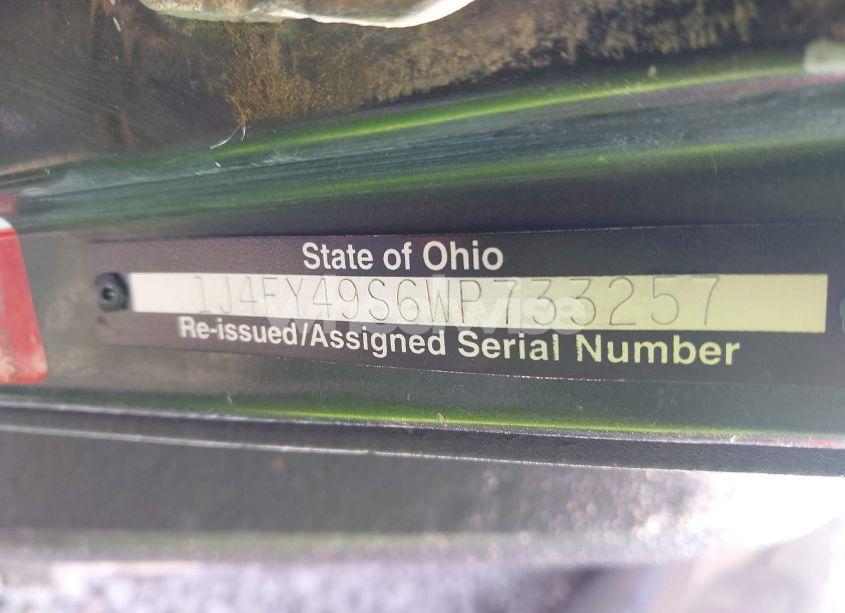 State of Ohio
1J4FY49S6WP733257
Re-issued/Assigned Serial Number